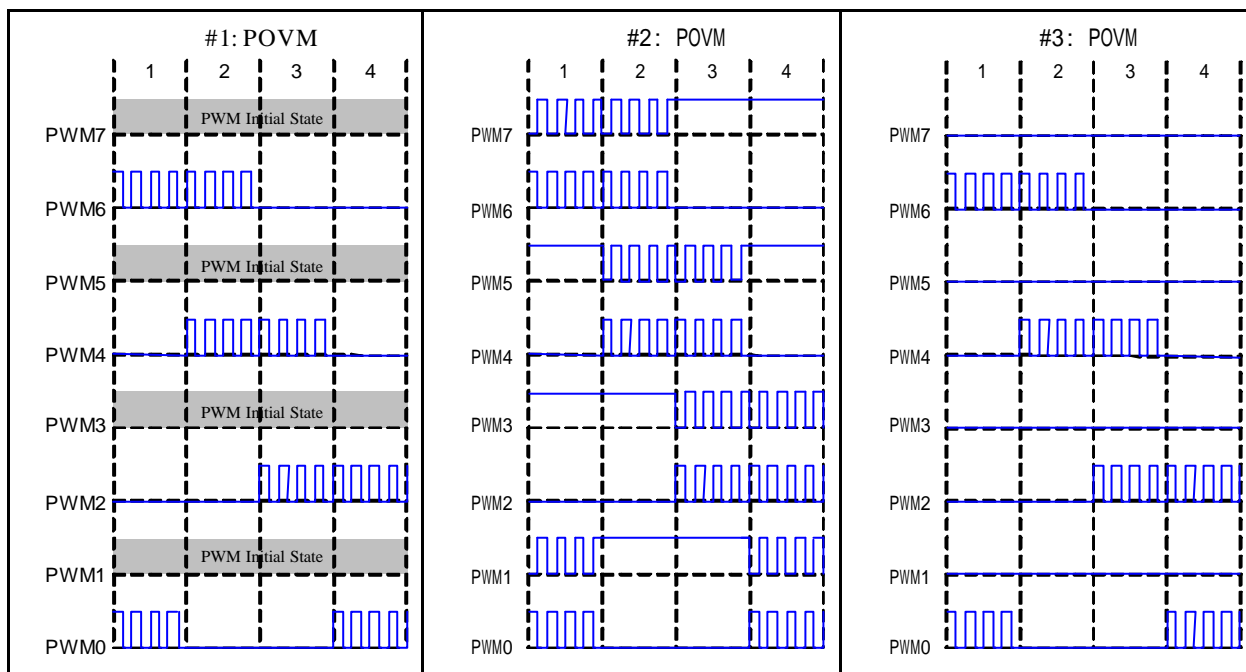 #1: POVM
1 2 3 4
PWM7
PWM Initial State
PWM6
PWM5
PWM Initial State
PWM4
PWM3
PWM Initial State
PWM2
PWM1
PWM Initial State
PWM0
#2: POVM
1 2 3 4
PWM7
PWM6
PWM5
PWM4
PWM3
PWM2
PWM1
PWM0
#3: POVM
1 2 3 4
PWM7
PWM6
PWM5
PWM4
PWM3
PWM2
PWM1
PWM0